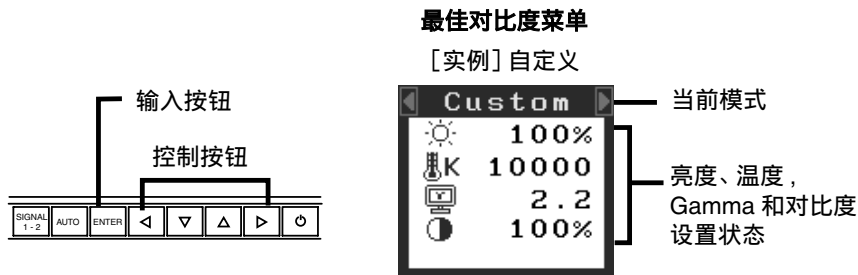 最佳对比度菜单
［实例］自定义
输入按钮
控制按钮
SIGNAL
1 - 2
AUTO
ENTER
Custom
100%
K 10000
2.2
100%
当前模式
亮度、温度，
Gamma 和对比度
设置状态